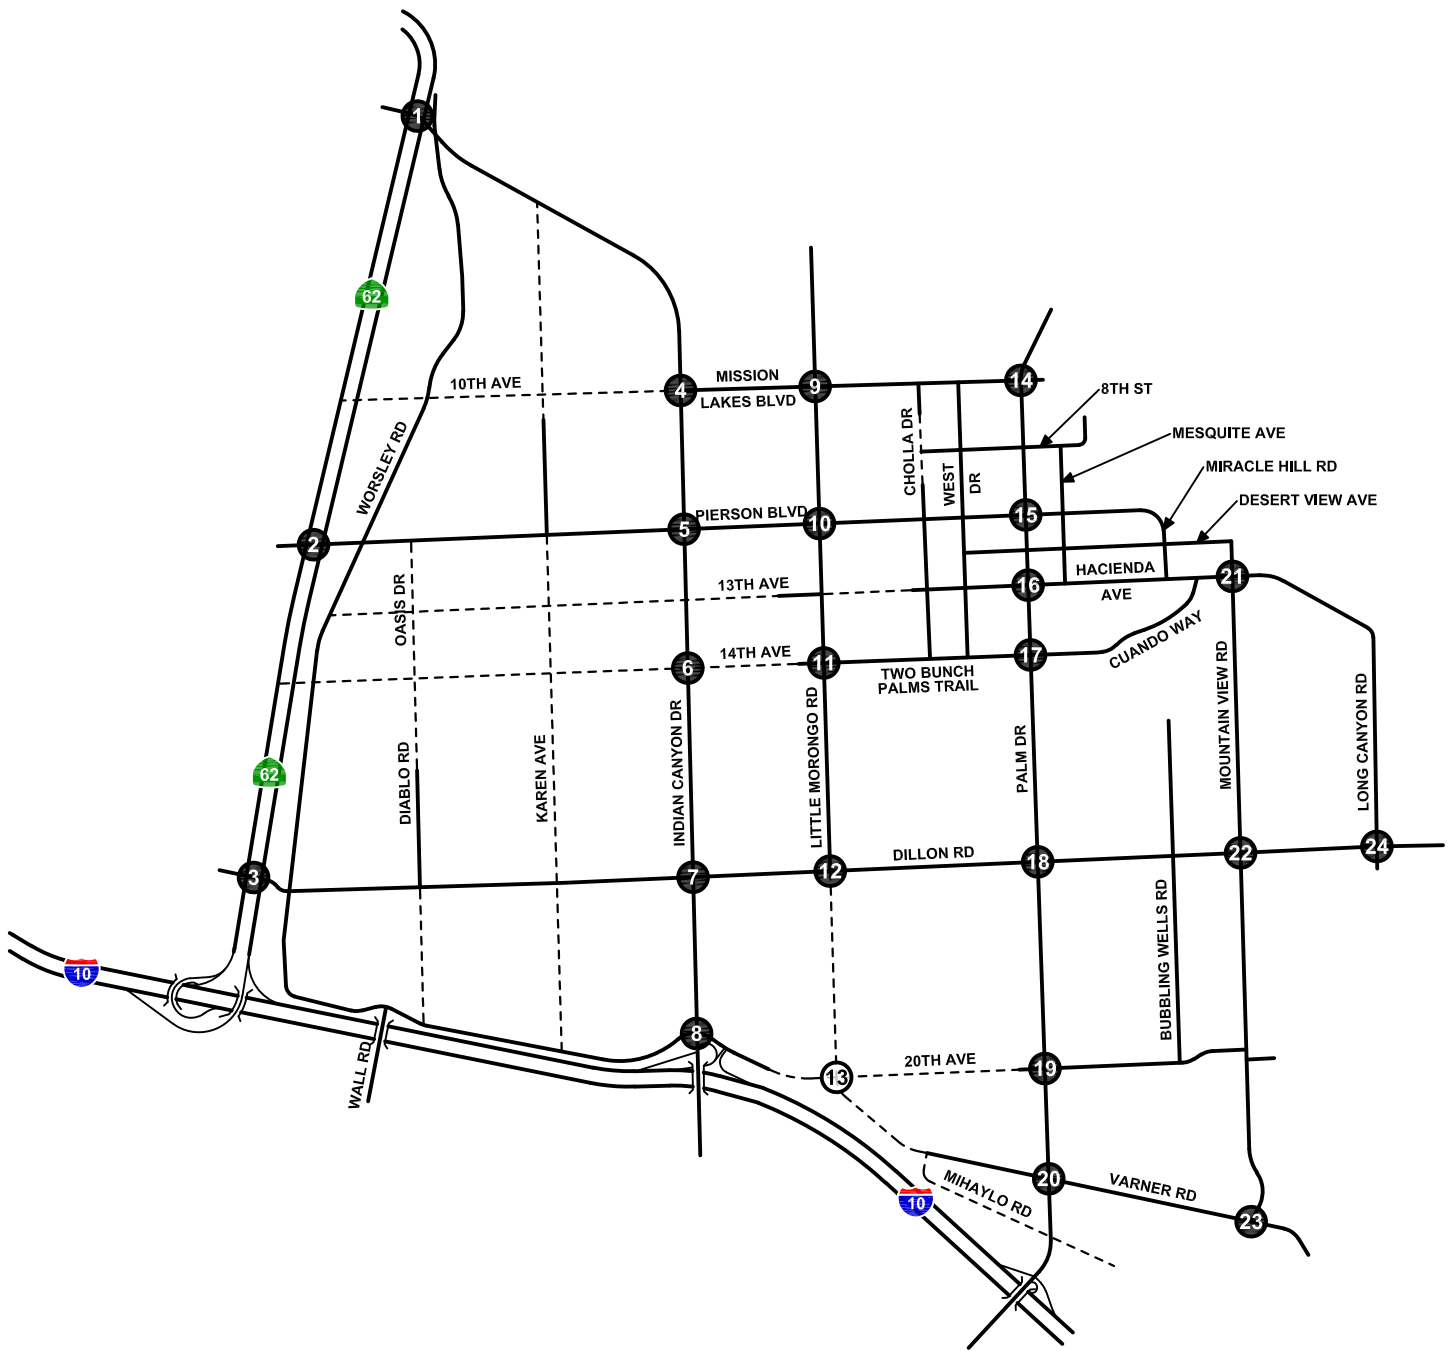 1
62
10TH AVE
4
MISSION
LAKES BLVD
9
14
8TH ST
MESQUITE AVE
MIRACLE HILL RD
DESERT VIEW AVE
CHOLLA DR
WEST
DR
WORSLEY RD
2
5
PIERSON BLVD
10
15
OASIS DR
13TH AVE
16
HACIENDA
AVE
21
6
14TH AVE
11
TWO BUNCH
PALMS TRAIL
17
CUANDO WAY
62
DIABLO RD
KAREN AVE
INDIAN CANYON DR
LITTLE MORONGO RD
PALM DR
MOUNTAIN VIEW RD
LONG CANYON RD
3
7
12
DILLON RD
18
22
24
BUBBLING WELLS RD
10
WALL RD
8
13
20TH AVE
19
MIHAYLO RD
20
VARNER RD
10
23